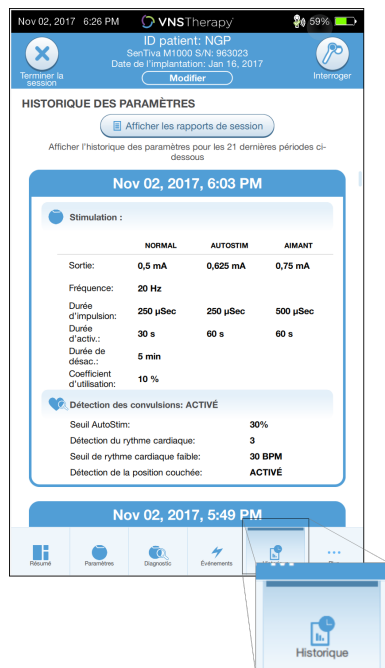 Nov 02, 2017 6:26 PM VNSTherapy 59%
ID patient: NGP
SenTiva M1000 S/N: 963023
Date de l'implantation: Jan 16, 2017
Modifier
Terminer la session
Interroger
HISTORIQUE DES PARAMÈTRES
Afficher les rapports de session
Afficher l'historique des paramètres pour les 21 dernières périodes ci-
dessous
Nov 02, 2017, 6:03 PM
Stimulation :
NORMAL AUTOSTIM AIMANT
Sortie: 0,5 mA 0,625 mA 0,75 mA
Fréquence: 20 Hz
Durée
d'impulsion: 250 µSec 250 µSec 500 µSec
Durée
d'activ.: 30 s 60 s 60 s
Durée de
désac.: 5 min
Coefficient
d'utilisation: 10 %
Détection des convulsions: ACTIVÉ
Seuil AutoStim: 30%
Détection du rythme cardiaque: 3
Seuil de rythme cardiaque faible: 30 BPM
Détection de la position couchée: ACTIVÉ
Nov 02, 2017, 5:49 PM
Résumé Paramètres Diagnostic Événements
Historique